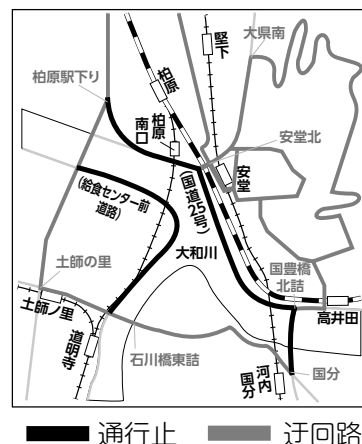 大県南
堅下
柏原駅下り
柏原
柏原
南口
安堂北
安堂
(国道25号)
(給食センター前
道路)
大和川
国豊橋
北詰
土師の里
土師ノ里
高井田
道明寺
石川橋東詰
河内
国分
国分
通行止
迂回路